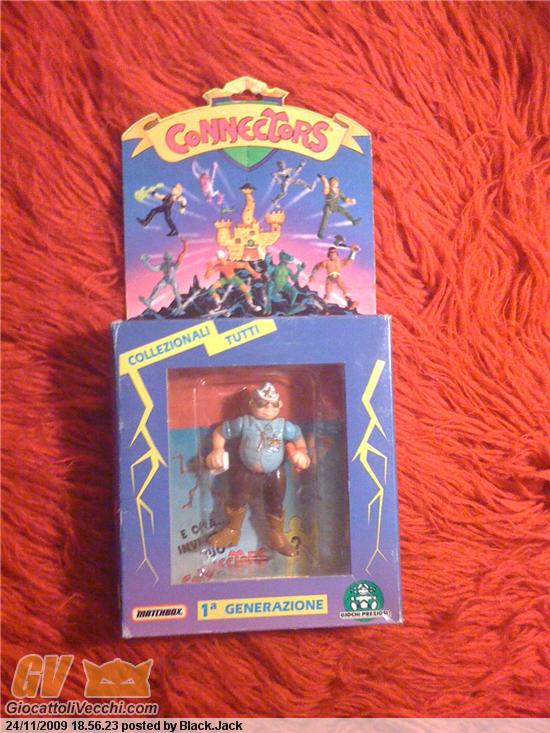 CONNECTORS
COLLEZIONALI
TUTTI
E ORA...
?
MATCHBOX
1ª GENERAZIONE
GIOCHI PREZIOSI
GV
GiocattoliVecchi.com
24/11/2009 18.56.23 posted by Black.Jack